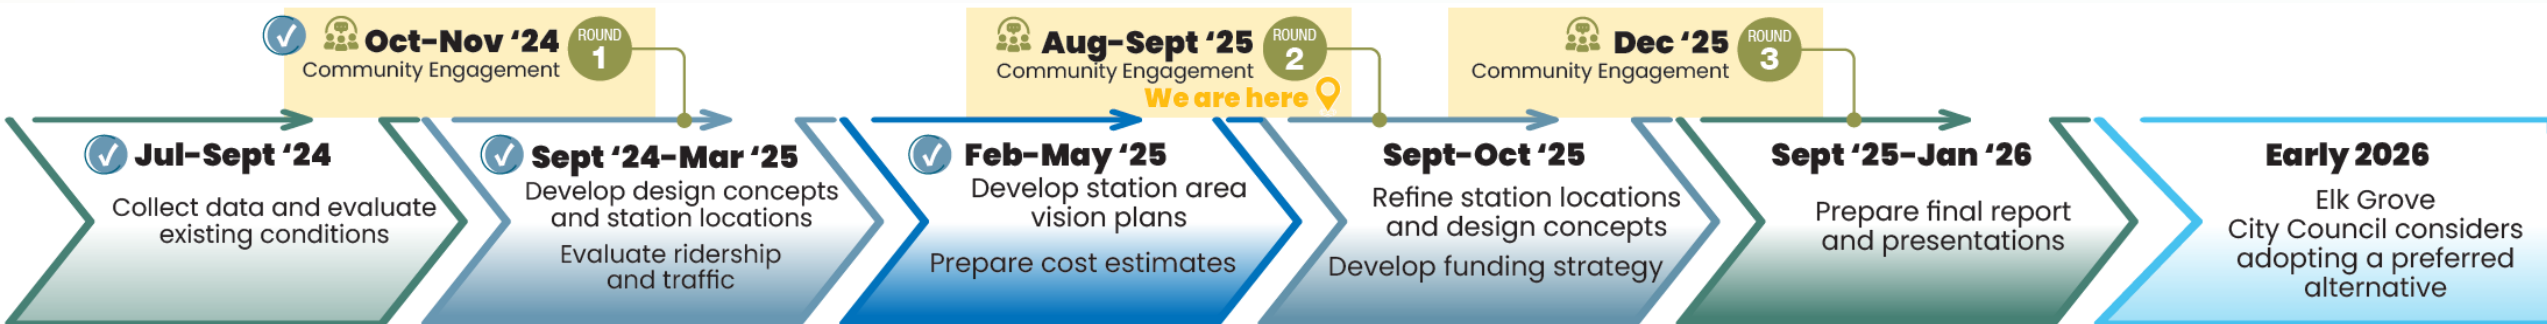 Oct-Nov ‘24
Community Engagement
ROUND
1
Aug-Sept ‘25
Community Engagement
ROUND
2
We are here
Dec ‘25
Community Engagement
ROUND
3
Jul-Sept ‘24
Collect data and evaluate
existing conditions
Sept ‘24-Mar ‘25
Develop design concepts
and station locations
Evaluate ridership
and traffic
Feb-May ‘25
Develop station area
vision plans
Prepare cost estimates
Sept-Oct ‘25
Refine station locations
and design concepts
Develop funding strategy
Sept ‘25-Jan ‘26
Prepare final report
and presentations
Early 2026
Elk Grove
City Council considers
adopting a preferred
alternative